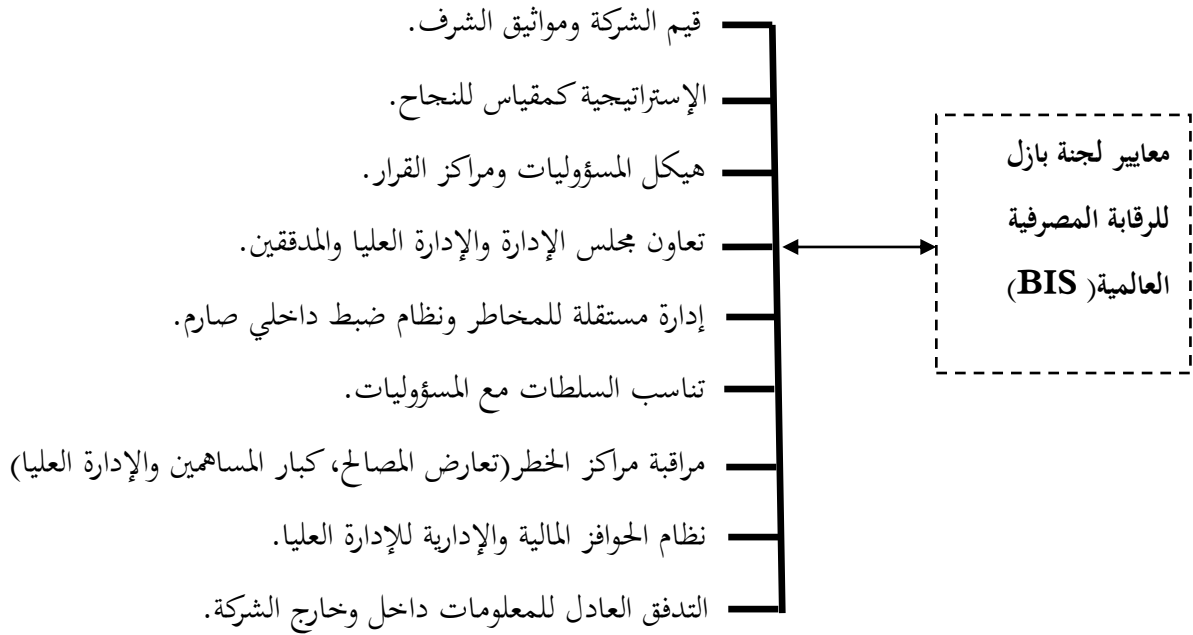 معايير لجنة بازل
للرقابة المصرفية
العالمية( BIS)
قيم الشركة ومواثيق الشرف.
الإستراتيجية كمقياس للنجاح.
هيكل المسؤوليات ومراكز القرار.
تعاون مجلس الإدارة والإدارة العليا والمدققين.
إدارة مستقلة للمخاطر ونظام ضبط داخلي صارم.
تناسب السلطات مع المسؤوليات.
مراقبة مراكز الخطر(تعارض المصالح، كبار المساهمين والإدارة العليا)
نظام الحوافز المالية والإدارية للإدارة العليا.
التدفق العادل للمعلومات داخل وخارج الشركة.